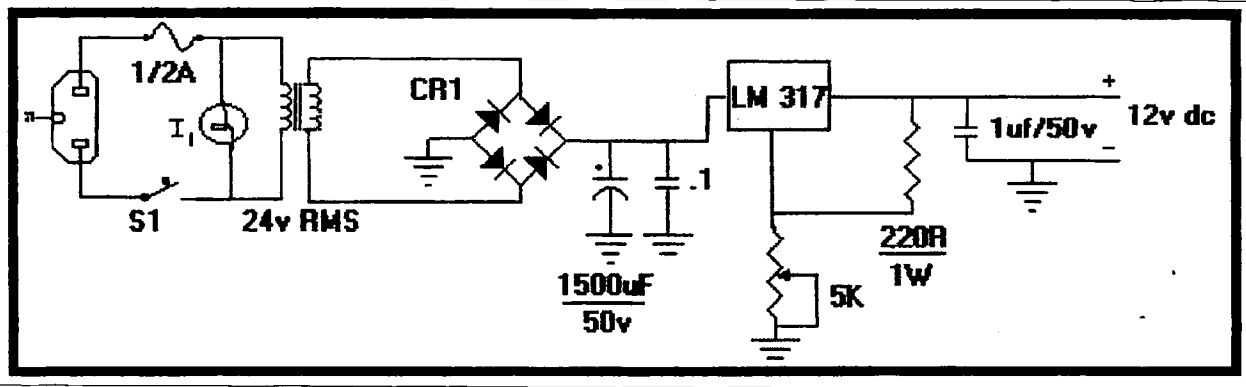 1/2A
I1
S1
24v RMS
CR1
1500uF
50v
.1
LM 317
5K
220R
1W
1uf/50v
+
12v dc
-